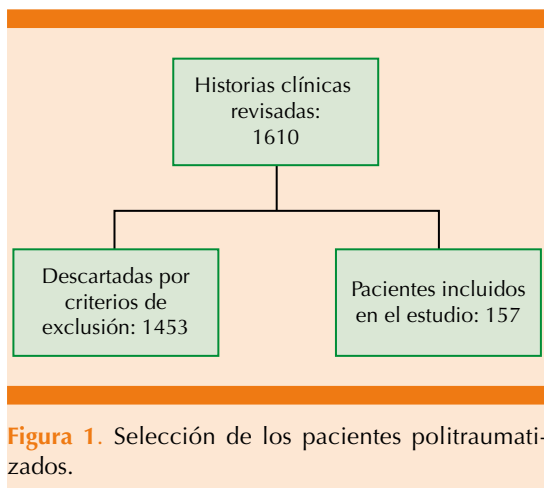 Historias clínicas
revisadas:
1610
Descartadas por
criterios de
exclusión: 1453
Pacientes incluidos
en el estudio: 157
Figura 1. Selección de los pacientes politraumati-
zados.